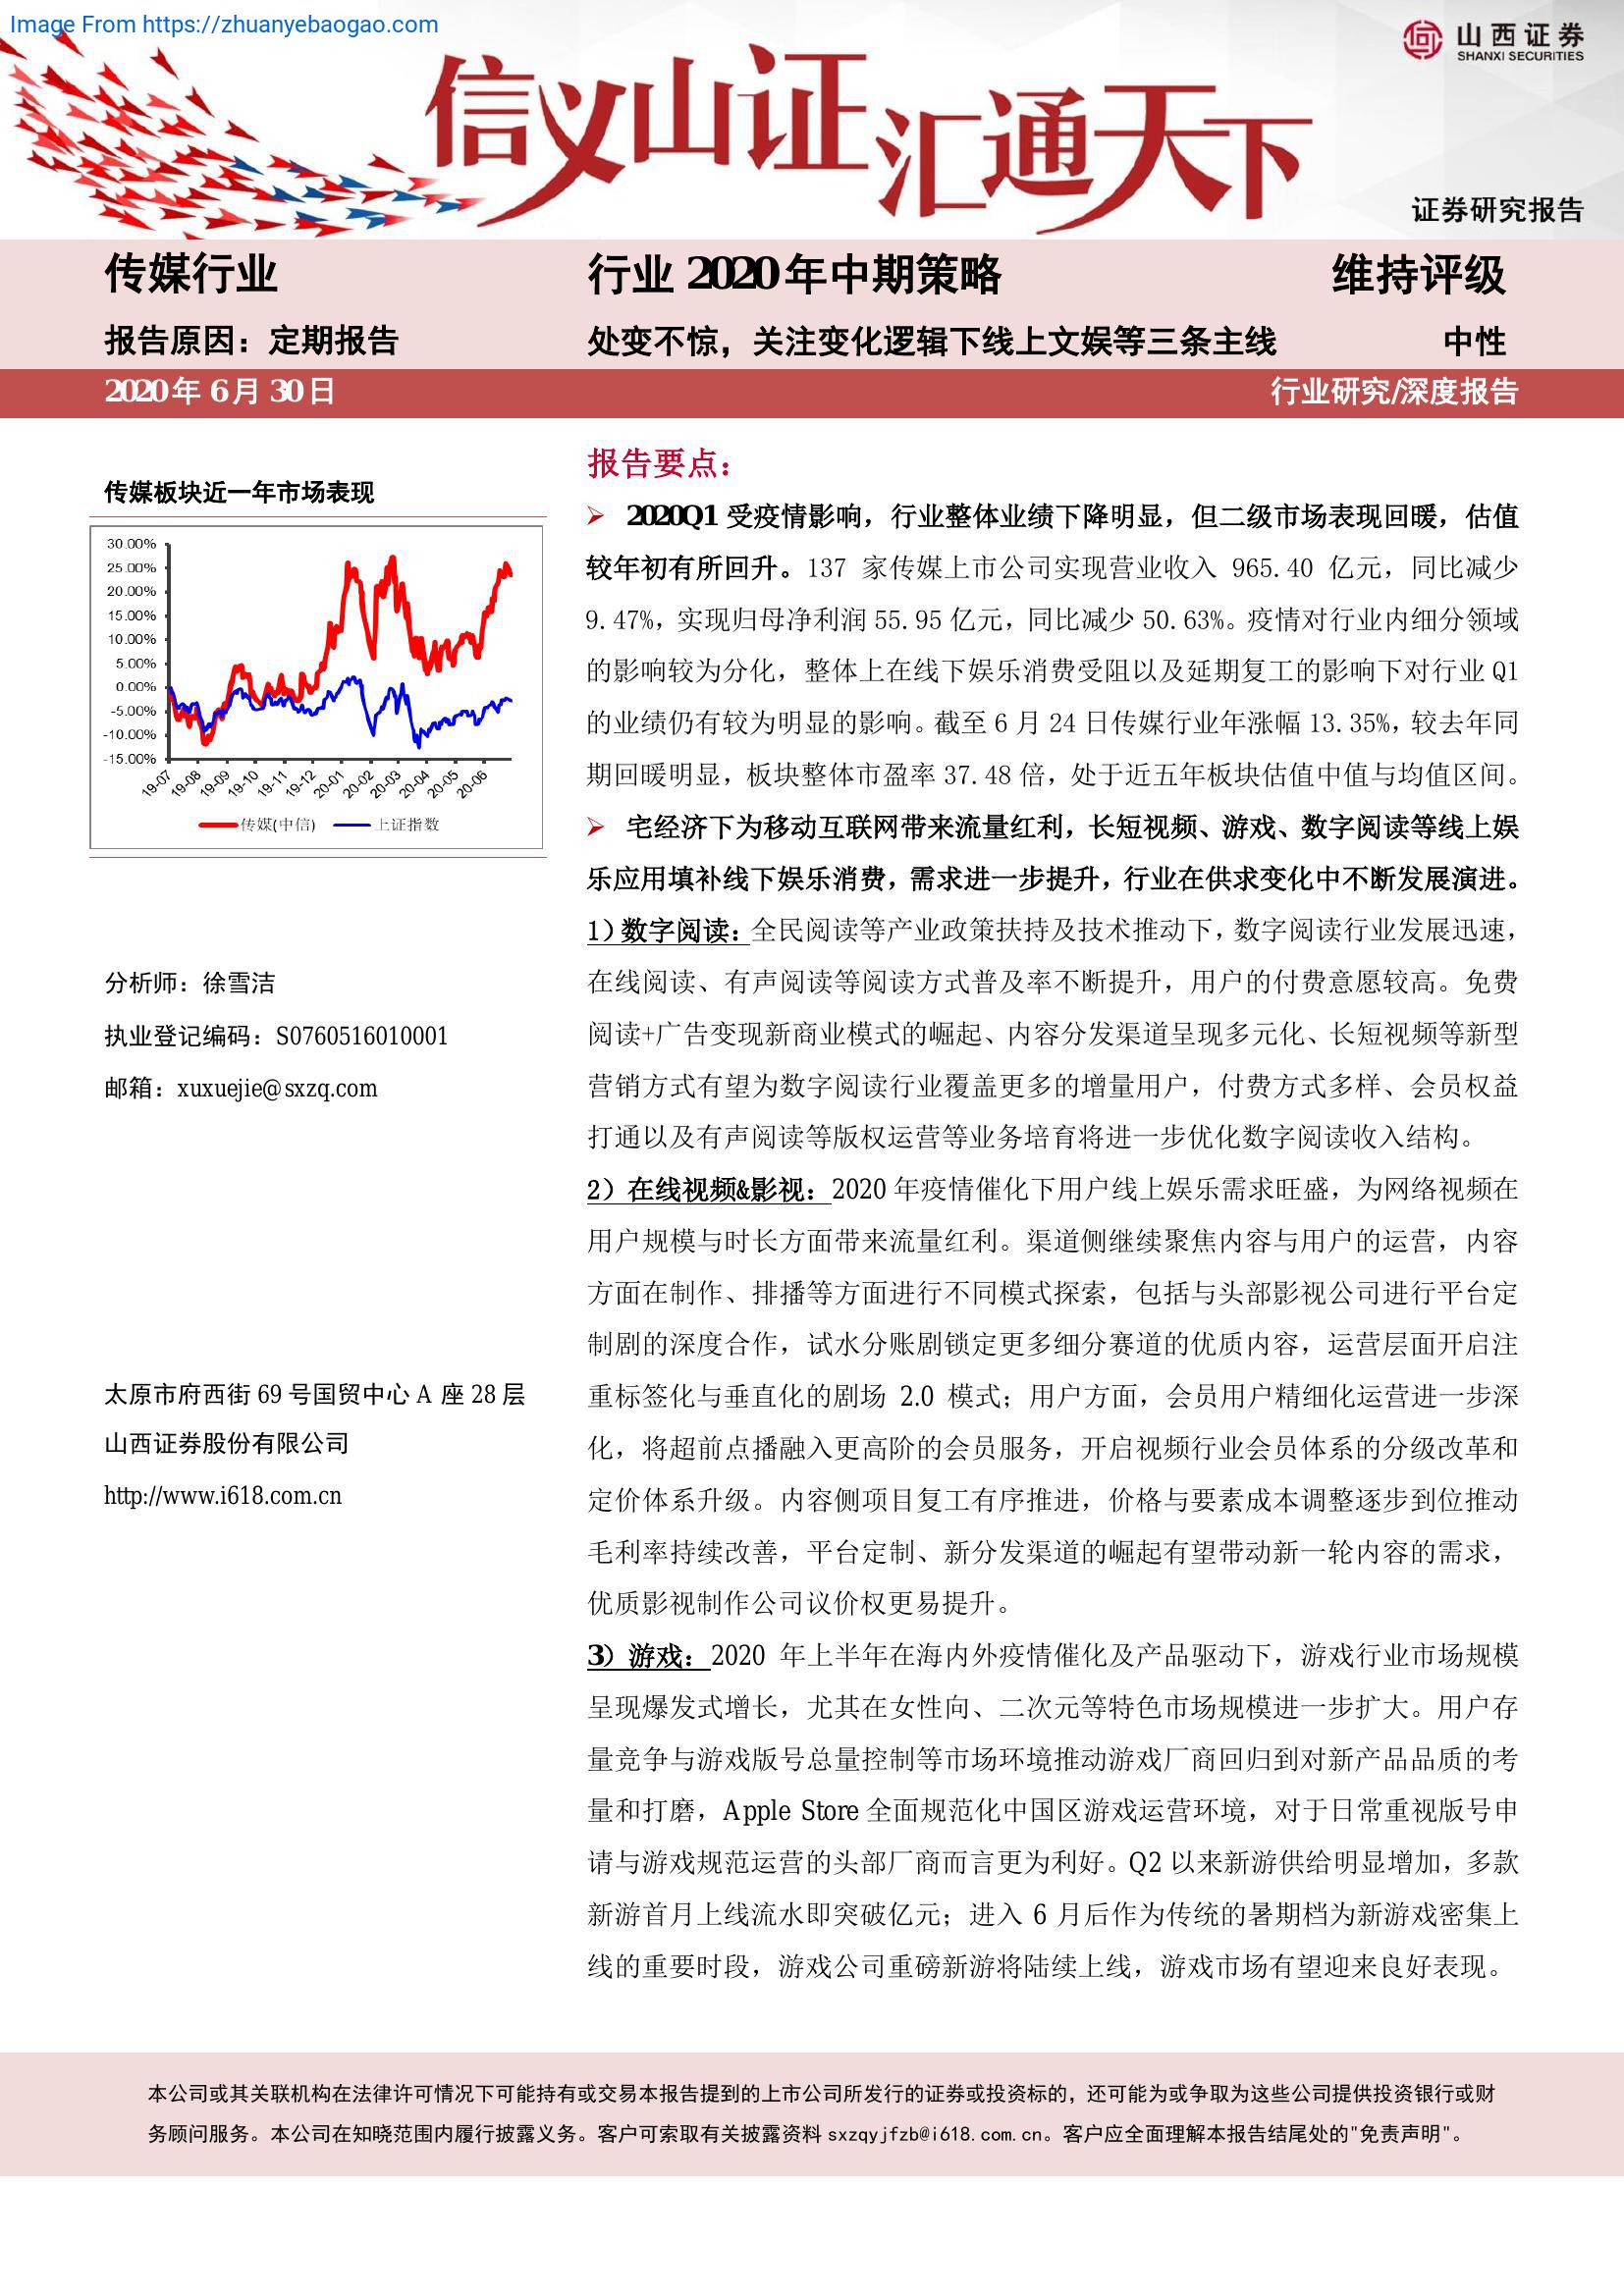 Image From https://zhuanyebaogao.com
山西证券
SHANXI SECURITIES
信义山证汇通天下
证券研究报告
传媒行业
行业 2020 年中期策略
维持评级
报告原因：定期报告
处变不惊，关注变化逻辑下线上文娱等三条主线
中性
2020 年 6 月 30 日
行业研究/深度报告
传媒板块近一年市场表现
30.00%
25.00%
20.00%
15.00%
10.00%
5.00%
0.00%
-5.00%
-10.00%
-15.00%
19-07 19-08 19-09 19-10 19-11 19-12 20-01 20-02 20-03 20-04 20-05 20-06
传媒(中信) 上证指数
分析师：徐雪洁
执业登记编码：S0760516010001
邮箱：xuxuejie@sxzq.com
太原市府西街 69 号国贸中心 A 座 28 层
山西证券股份有限公司
http://www.i618.com.cn
报告要点：
➢ 2020Q1 受疫情影响，行业整体业绩下降明显，但二级市场表现回暖，估值
较年初有所回升。137 家传媒上市公司实现营业收入 965.40 亿元，同比减少
9.47%，实现归母净利润 55.95 亿元，同比减少 50.63%。疫情对行业内细分领域
的影响较为分化，整体上在线下娱乐消费受阻以及延期复工的影响下对行业 Q1
的业绩仍有较为明显的影响。截至 6 月 24 日传媒行业年涨幅 13.35%，较去年同
期回暖明显，板块整体市盈率 37.48 倍，处于近五年板块估值中值与均值区间。
➢ 宅经济下为移动互联网带来流量红利，长短视频、游戏、数字阅读等线上娱
乐应用填补线下娱乐消费，需求进一步提升，行业在供求变化中不断发展演进。
1）数字阅读：全民阅读等产业政策扶持及技术推动下，数字阅读行业发展迅速，
在线阅读、有声阅读等阅读方式普及率不断提升，用户的付费意愿较高。免费
阅读+广告变现新商业模式的崛起、内容分发渠道呈现多元化、长短视频等新型
营销方式有望为数字阅读行业覆盖更多的增量用户，付费方式多样、会员权益
打通以及有声阅读等版权运营等业务培育将进一步优化数字阅读收入结构。
2）在线视频&影视：2020 年疫情催化下用户线上娱乐需求旺盛，为网络视频在
用户规模与时长方面带来流量红利。渠道侧继续聚焦内容与用户的运营，内容
方面在制作、排播等方面进行不同模式探索，包括与头部影视公司进行平台定
制剧的深度合作，试水分账剧锁定更多细分赛道的优质内容，运营层面开启注
重标签化与垂直化的剧场 2.0 模式；用户方面，会员用户精细化运营进一步深
化，将超前点播融入更高阶的会员服务，开启视频行业会员体系的分级改革和
定价体系升级。内容侧项目复工有序推进，价格与要素成本调整逐步到位推动
毛利率持续改善，平台定制、新分发渠道的崛起有望带动新一轮内容的需求，
优质影视制作公司议价权更易提升。
3）游戏：2020 年上半年在海内外疫情催化及产品驱动下，游戏行业市场规模
呈现爆发式增长，尤其在女性向、二次元等特色市场规模进一步扩大。用户存
量竞争与游戏版号总量控制等市场环境推动游戏厂商回归到对新产品品质的考
量和打磨，Apple Store 全面规范化中国区游戏运营环境，对于日常重视版号申
请与游戏规范运营的头部厂商而言更为利好。Q2 以来新游供给明显增加，多款
新游首月上线流水即突破亿元；进入 6 月后作为传统的暑期档为新游戏密集上
线的重要时段，游戏公司重磅新游将陆续上线，游戏市场有望迎来良好表现。
本公司或其关联机构在法律许可情况下可能持有或交易本报告提到的上市公司所发行的证券或投资标的，还可能为或争取为这些公司提供投资银行或财
务顾问服务。本公司在知晓范围内履行披露义务。客户可索取有关披露资料 sxzqyjfzb@i618.com.cn。客户应全面理解本报告结尾处的"免责声明"。